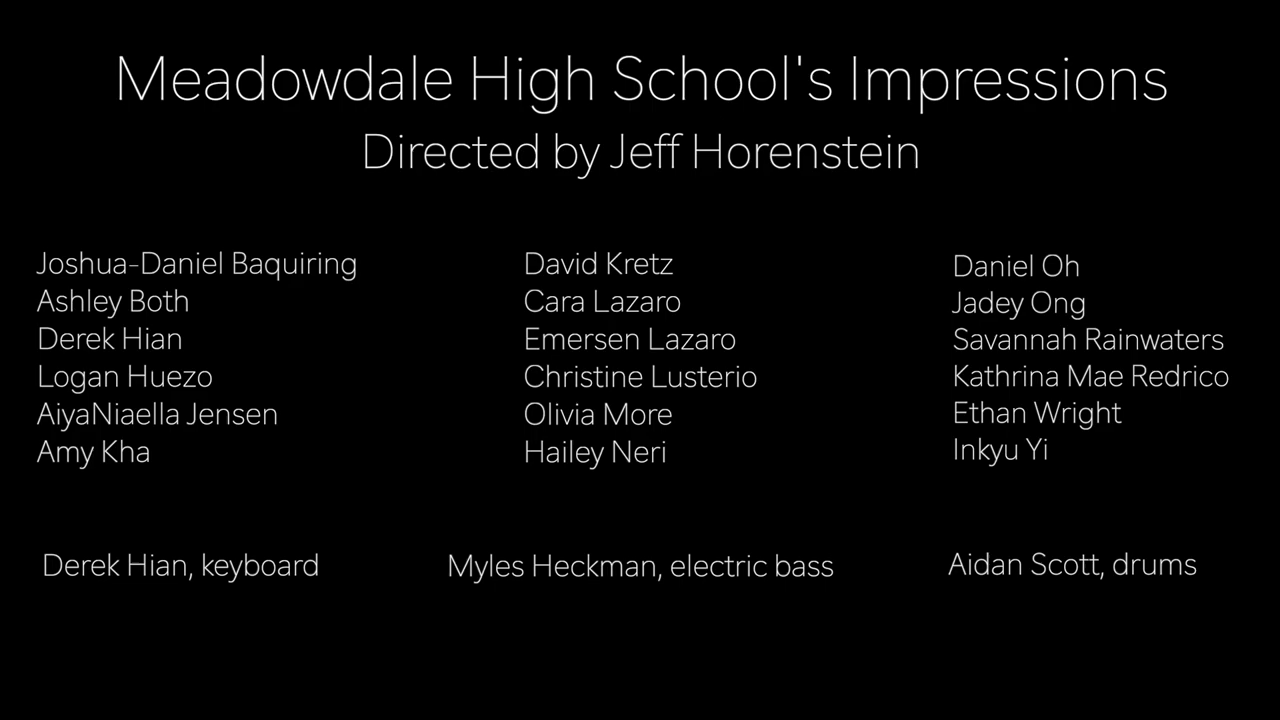 Meadowdale High School's Impressions
Directed by Jeff Horenstein
Joshua-Daniel Baquiring
Ashley Both
Derek Hian
Logan Huezo
AiyaNiaella Jensen
Amy Kha
David Kretz
Cara Lazaro
Emersen Lazaro
Christine Lusterio
Olivia More
Hailey Neri
Daniel Oh
Jadey Ong
Savannah Rainwaters
Kathrina Mae Redrico
Ethan Wright
Inkyu Yi
Derek Hian, keyboard
Myles Heckman, electric bass
Aidan Scott, drums